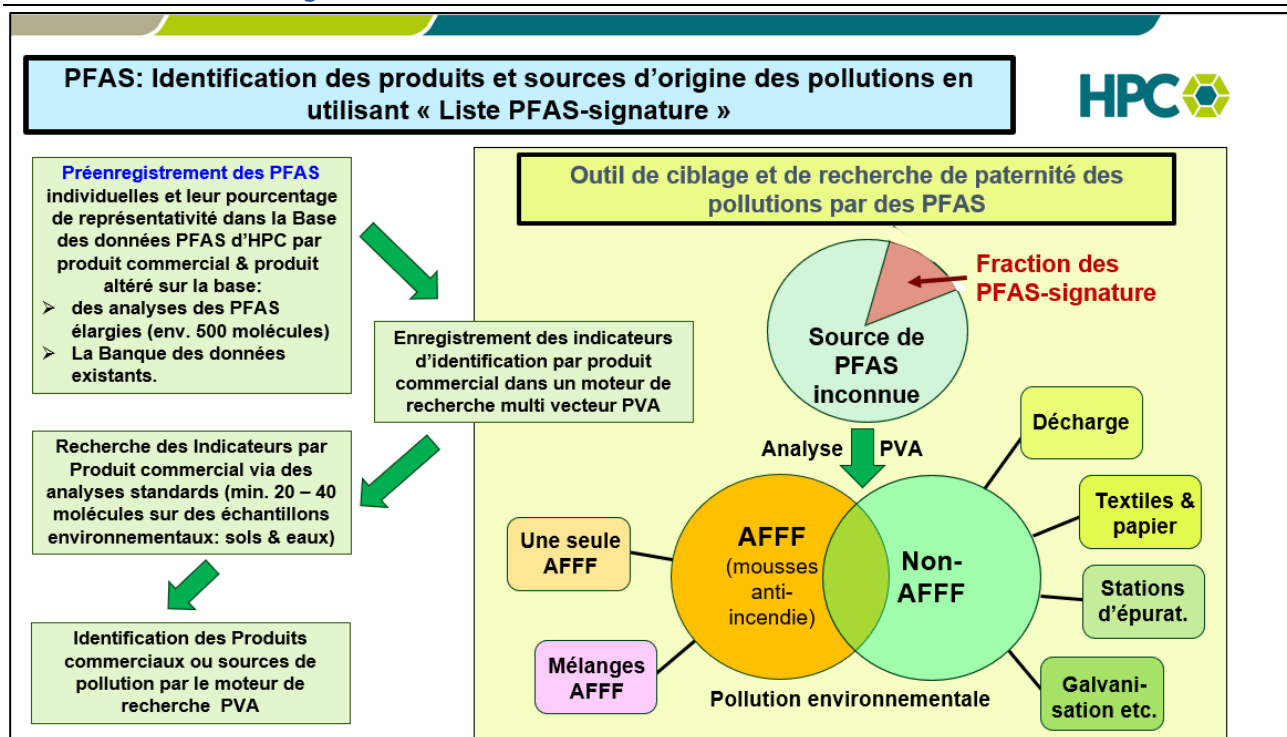 PFAS: Identification des produits et sources d'origine des pollutions en
utilisant « Liste PFAS-signature »
HPC
Préenregistrement des PFAS
individuelles et leur pourcentage
de représentativité dans la Base
des données PFAS d'HPC par
produit commercial & produit
altéré sur la base:
➢ des analyses des PFAS
élargies (env. 500 molécules)
➢ La Banque des données
existants.
Enregistrement des indicateurs
d'identification par produit
commercial dans un moteur de
recherche multi vecteur PVA
Recherche des Indicateurs par
Produit commercial via des
analyses standards (min. 20 – 40
molécules sur des échantillons
environnementaux: sols & eaux)
Identification des Produits
commerciaux ou sources de
pollution par le moteur de
recherche PVA
Outil de ciblage et de recherche de paternité des
pollutions par des PFAS
Fraction des
PFAS-signature
Source de
PFAS
inconnue
Analyse PVA
AFFF
(mousses
anti-
incendie)
Non-
AFFF
Une seule
AFFF
Mélanges
AFFF
Décharge
Textiles &
papier
Stations
d'épurat.
Galvani-
sation etc.
Pollution environnementale